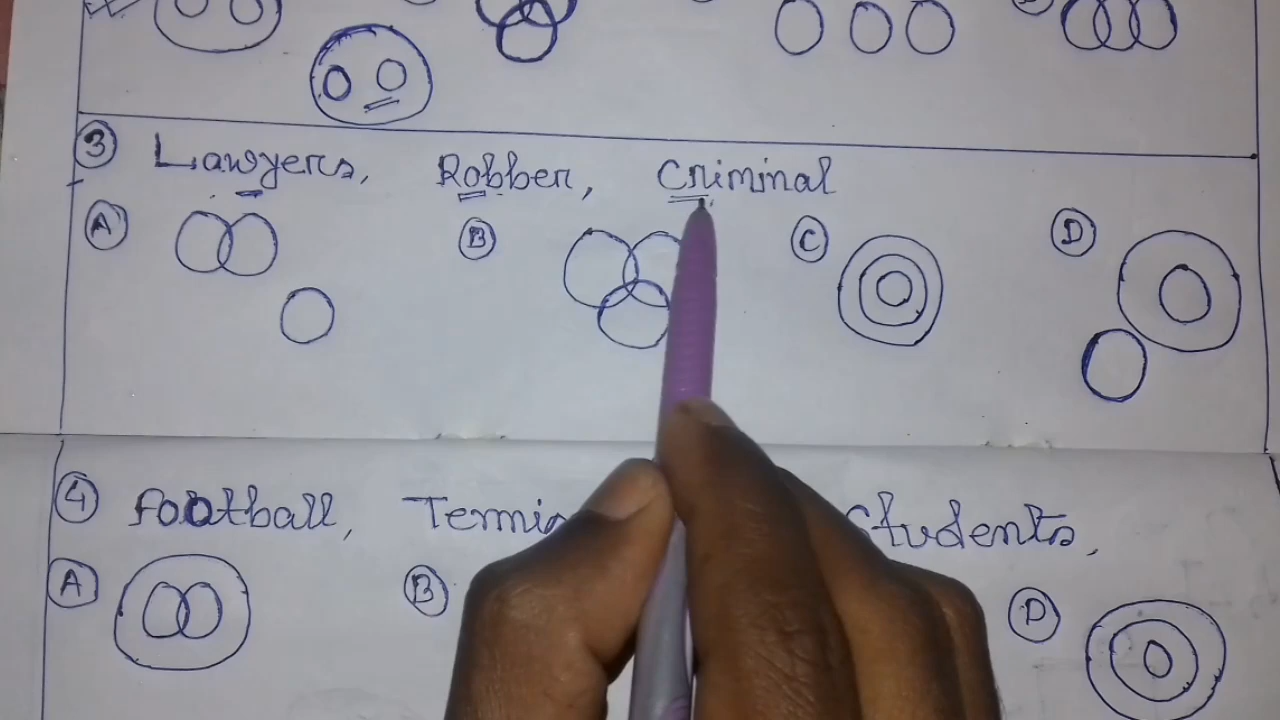 3 Lawyers, Robber, Criminal
A B C D
4 Football, Students,
A B D